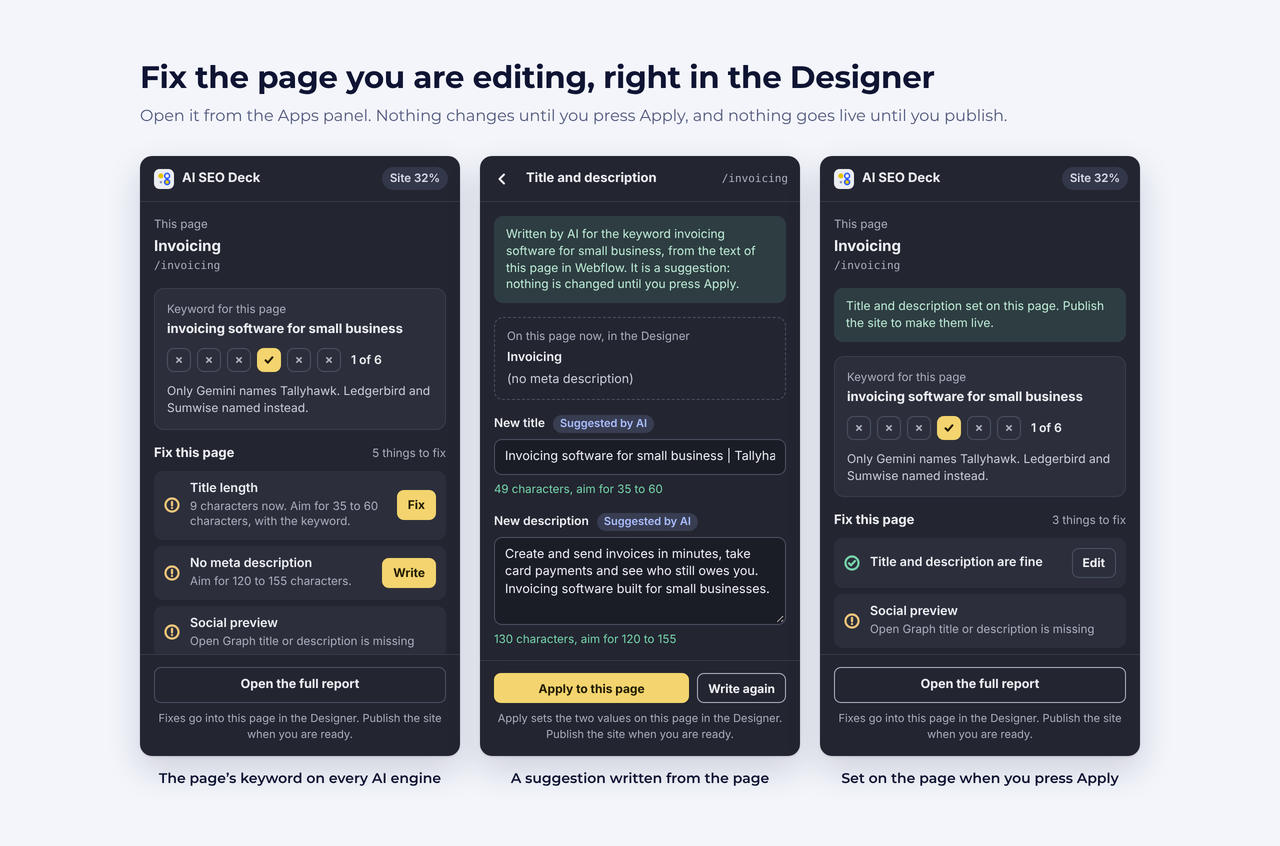 Fix the page you are editing, right in the Designer
Open it from the Apps panel. Nothing changes until you press Apply, and nothing goes live until you publish.
AI SEO Deck
Site 32%
This page
Invoicing
/invoicing
Keyword for this page
invoicing software for small business
1 of 6
Only Gemini names Tallyhawk. Ledgerbird and
Sumwise named instead.
Fix this page
5 things to fix
Title length
9 characters now. Aim for 35 to 60
characters, with the keyword.
Fix
No meta description
Aim for 120 to 155 characters.
Write
Social preview
Open Graph title or description is missing
Open the full report
Fixes go into this page in the Designer. Publish the site
when you are ready.
The page’s keyword on every AI engine
Title and description
/invoicing
Written by AI for the keyword invoicing
software for small business, from the text of
this page in Webflow. It is a suggestion:
nothing is changed until you press Apply.
On this page now, in the Designer
Invoicing
(no meta description)
New title
Suggested by AI
Invoicing software for small business | Tallyha
49 characters, aim for 35 to 60
New description
Suggested by AI
Create and send invoices in minutes, take
card payments and see who still owes you.
Invoicing software built for small businesses.
130 characters, aim for 120 to 155
Apply to this page
Write again
Apply sets the two values on this page in the Designer.
Publish the site when you are ready.
A suggestion written from the page
AI SEO Deck
Site 32%
This page
Invoicing
/invoicing
Title and description set on this page. Publish
the site to make them live.
Keyword for this page
invoicing software for small business
1 of 6
Only Gemini names Tallyhawk. Ledgerbird and
Sumwise named instead.
Fix this page
3 things to fix
Title and description are fine
Edit
Social preview
Open Graph title or description is missing
Open the full report
Fixes go into this page in the Designer. Publish the site
when you are ready.
Set on the page when you press Apply